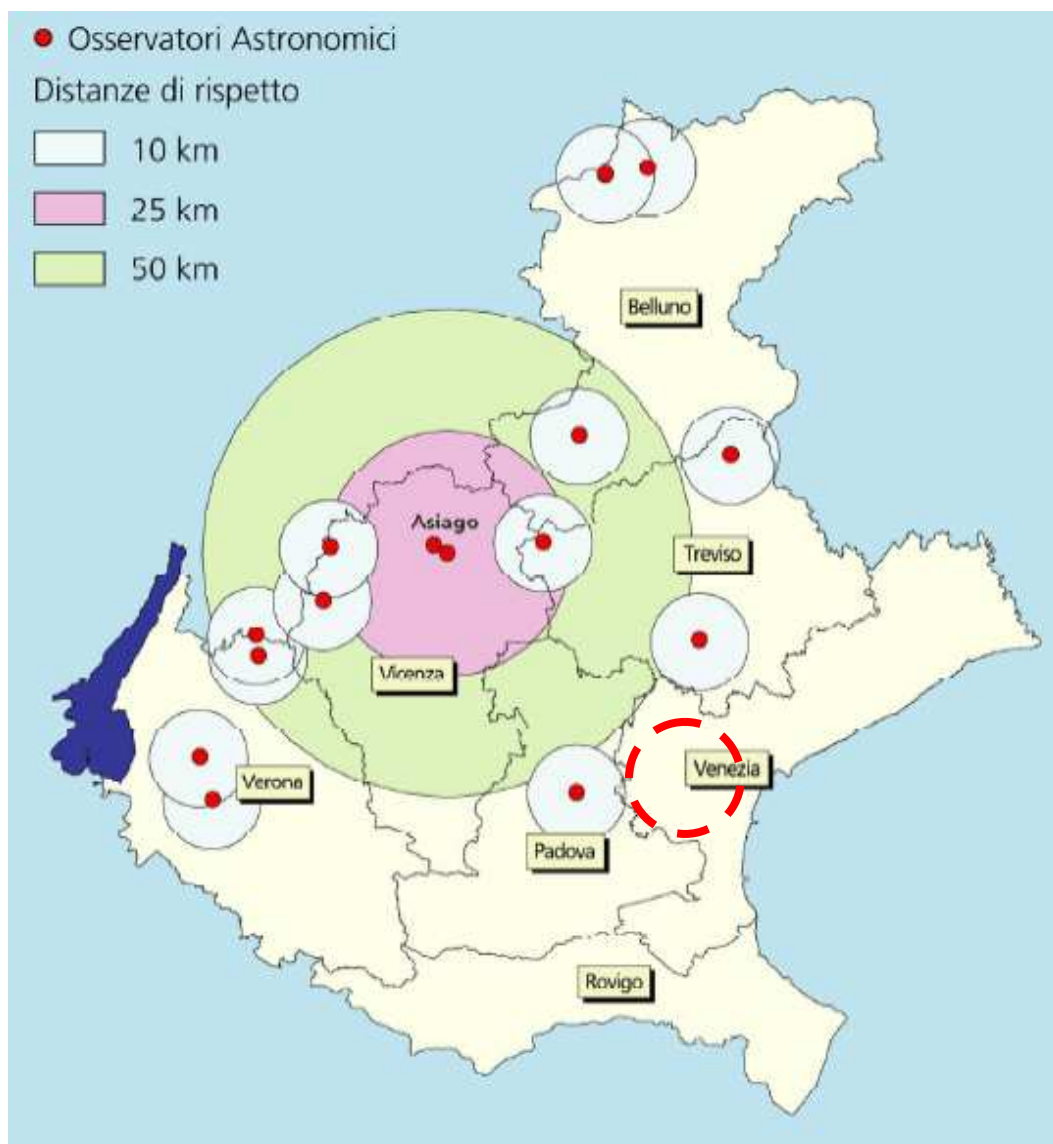 Osservatori Astronomici
Distanze di rispetto
10 km
25 km
50 km
Belluno
Asiago
Treviso
Vicenza
Venezia
Verona
Padova
Rovigo